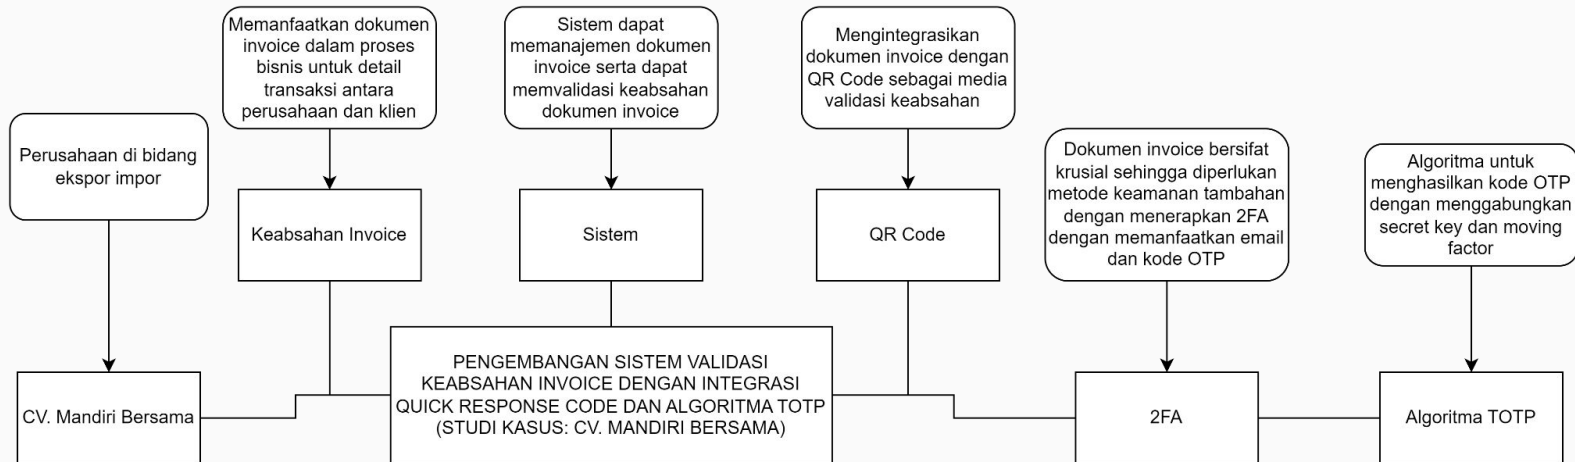 Memanfaatkan dokumen
invoice dalam proses
bisnis untuk detail
transaksi antara
perusahaan dan klien
Sistem dapat
memanajemen dokumen
invoice serta dapat
memvalidasi keabsahan
dokumen invoice
Mengintegrasikan
dokumen invoice dengan
QR Code sebagai media
validasi keabsahan
Perusahaan di bidang
ekspor impor
Dokumen invoice bersifat
krusial sehingga diperlukan
metode keamanan tambahan
dengan menerapkan 2FA
dengan memanfaatkan email
dan kode OTP
Algoritma untuk
menghasilkan kode OTP
dengan menggabungkan
secret key dan moving
factor
Keabsahan Invoice
Sistem
QR Code
CV. Mandiri Bersama
PENGEMBANGAN SISTEM VALIDASI
KEABSAHAN INVOICE DENGAN INTEGRASI
QUICK RESPONSE CODE DAN ALGORITMA TOTP
(STUDI KASUS: CV. MANDIRI BERSAMA)
2FA
Algoritma TOTP